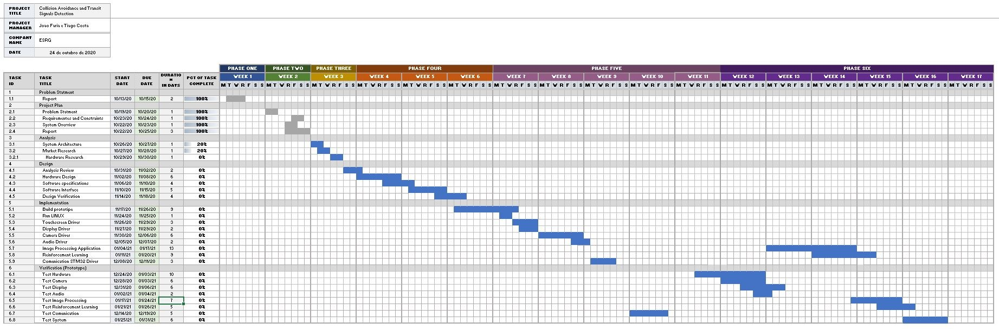 PROJECT TITLE Collision Avoidance and Transit Signals Detection
PROJECT MANAGER Joao Faria e Tiago Costa
COMPANY NAME ESRG
DATE 24 de outubro de 2020
PHASE ONE PHASE TWO PHASE THREE PHASE FOUR PHASE FIVE PHASE SIX
TASK ID TASK TITLE START DATE DUE DATE DURATIO N IN DAYS PCT OF TASK COMPLETE
WEEK 1 WEEK 2 WEEK 3 WEEK 4 WEEK 5 WEEK 6 WEEK 7 WEEK 8 WEEK 9 WEEK 10 WEEK 11 WEEK 12 WEEK 13 WEEK 14 WEEK 15 WEEK 16 WEEK 17
M T W R F S S M T W R F S S M T W R F S S M T W R F S S M T W R F S S M T W R F S S M T W R F S S M T W R F S S M T W R F S S M T W R F S S M T W R F S S M T W R F S S M T W R F S S M T W R F S S M T W R F S S M T W R F S S M T W R F S S
1 Problem Statment
1.1 Report 10/13/20 10/15/20 2 100%
2 Project Plan
2.1 Problem Statment 10/19/20 10/20/20 1 100%
2.2 Requirementes and Constraints 10/23/20 10/24/20 1 100%
2.3 System Overview 10/22/20 10/23/20 1 100%
2.4 Report 10/22/20 10/25/20 3 100%
3 Analysis
3.1 System Architecture 10/26/20 10/27/20 1 20%
3.2 Market Research 10/27/20 10/28/20 1 20%
3.2.1 Hardware Research 10/29/20 10/30/20 1 0%
4 Design
4.1 Analysis Review 10/31/20 11/02/20 2 0%
4.2 Hardware Design 11/02/20 11/08/20 6 0%
4.3 Software specifications 11/06/20 11/10/20 4 0%
4.4 Software Interface 11/10/20 11/15/20 5 0%
4.5 Design Verification 11/14/20 11/18/20 4 0%
5 Implementation
5.1 Build prototipe 11/17/20 11/26/20 9 0%
5.2 Run LINUX 11/24/20 11/25/20 1 0%
5.3 Touchscreen Driver 11/26/20 11/29/20 3 0%
5.4 Display Driver 11/27/20 11/29/20 2 0%
5.5 Camera Driver 11/30/20 12/06/20 6 0%
5.6 Audio Driver 12/05/20 12/07/20 2 0%
5.7 Image Processing Application 01/04/21 01/17/21 13 0%
5.8 Reinforcement Learning 01/11/21 01/20/21 9 0%
5.9 Comunication STM32 Driver 12/08/20 12/11/20 3 0%
6 Verification (Prototype)
6.1 Test Hardware 12/24/20 01/03/21 10 0%
6.2 Test Camera 12/28/20 01/03/21 6 0%
6.3 Test Display 12/31/20 01/06/21 6 0%
6.4 Test Audio 01/02/21 01/04/21 2 0%
6.5 Test Image Processing 01/17/21 01/24/21 7 0%
6.6 Test Reinforcement Learning 01/21/21 01/26/21 5 0%
6.7 Test Comunication 12/14/20 12/19/20 5 0%
6.8 Test System 01/25/21 01/31/21 6 0%